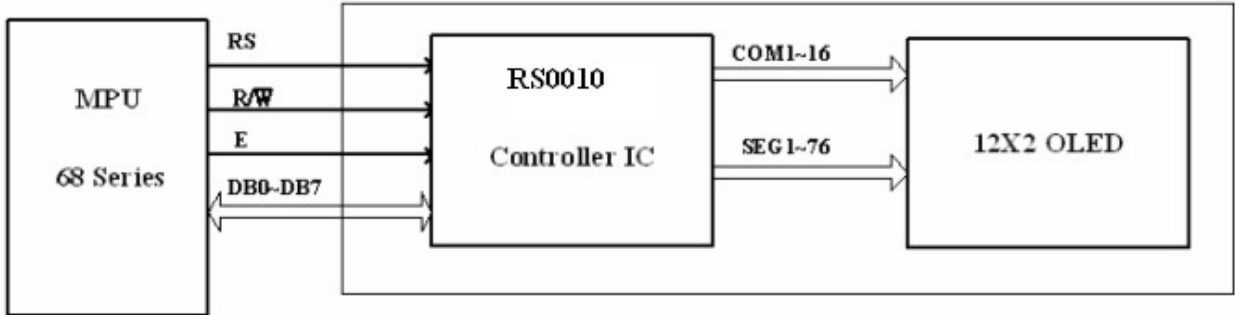 MPU
68 Series
RS
R/W̅
E
DB0~DB7
RS0010
Controller IC
COM1~16
SEG1~76
12X2 OLED